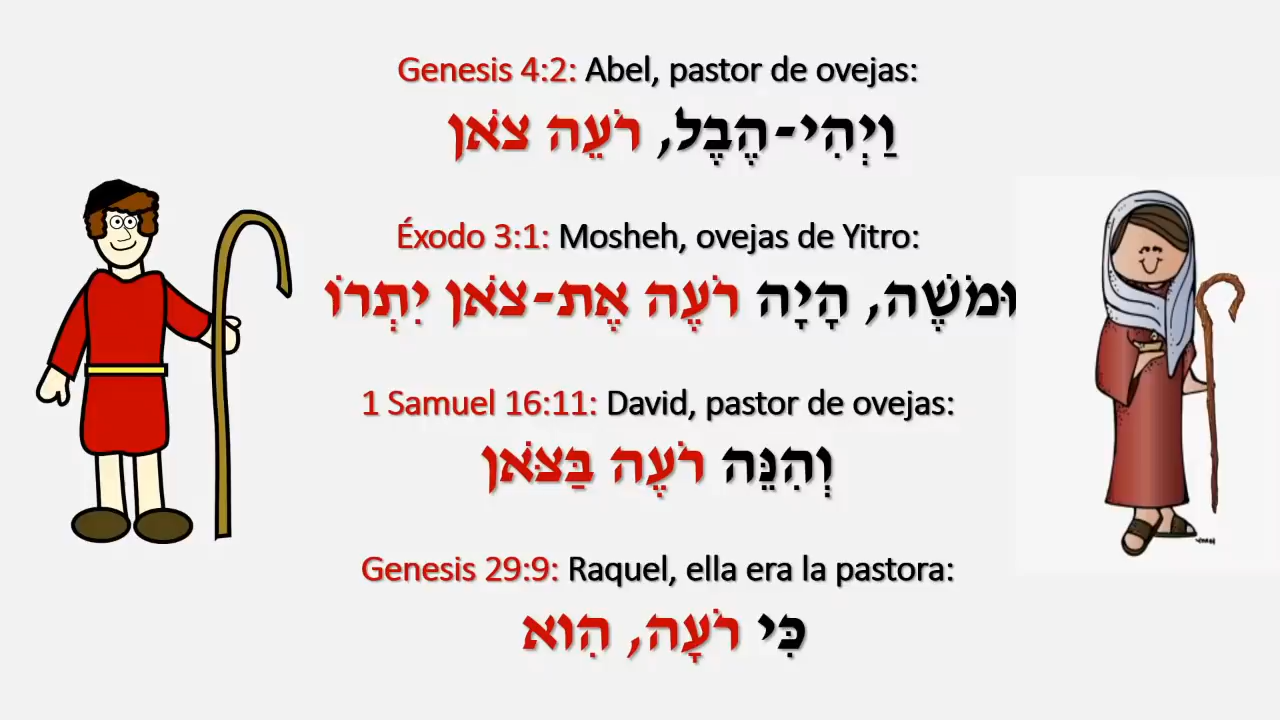 Genesis 4:2: Abel, pastor de ovejas:
וַיְהִי-הֶבֶל, רֹעֵה צֹאן
Éxodo 3:1: Mosheh, ovejas de Yitro:
וּמֹשֶׁה, הָיָה רֹעֶה אֶת-צֹאן יִתְרוֹ
1 Samuel 16:11: David, pastor de ovejas:
וְהִנֵּה רֹעֶה בַּצֹּאן
Genesis 29:9: Raquel, ella era la pastora:
כִּי רֹעָה, הִוא